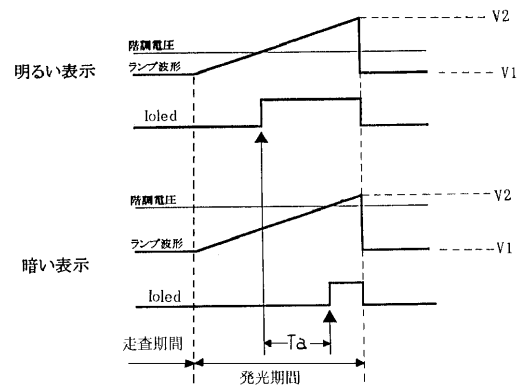 V2
階調電圧
明るい表示
ランプ波形
V1
Ioled
階調電圧
V2
暗い表示
ランプ波形
V1
Ioled
走査期間
Ta
発光期間